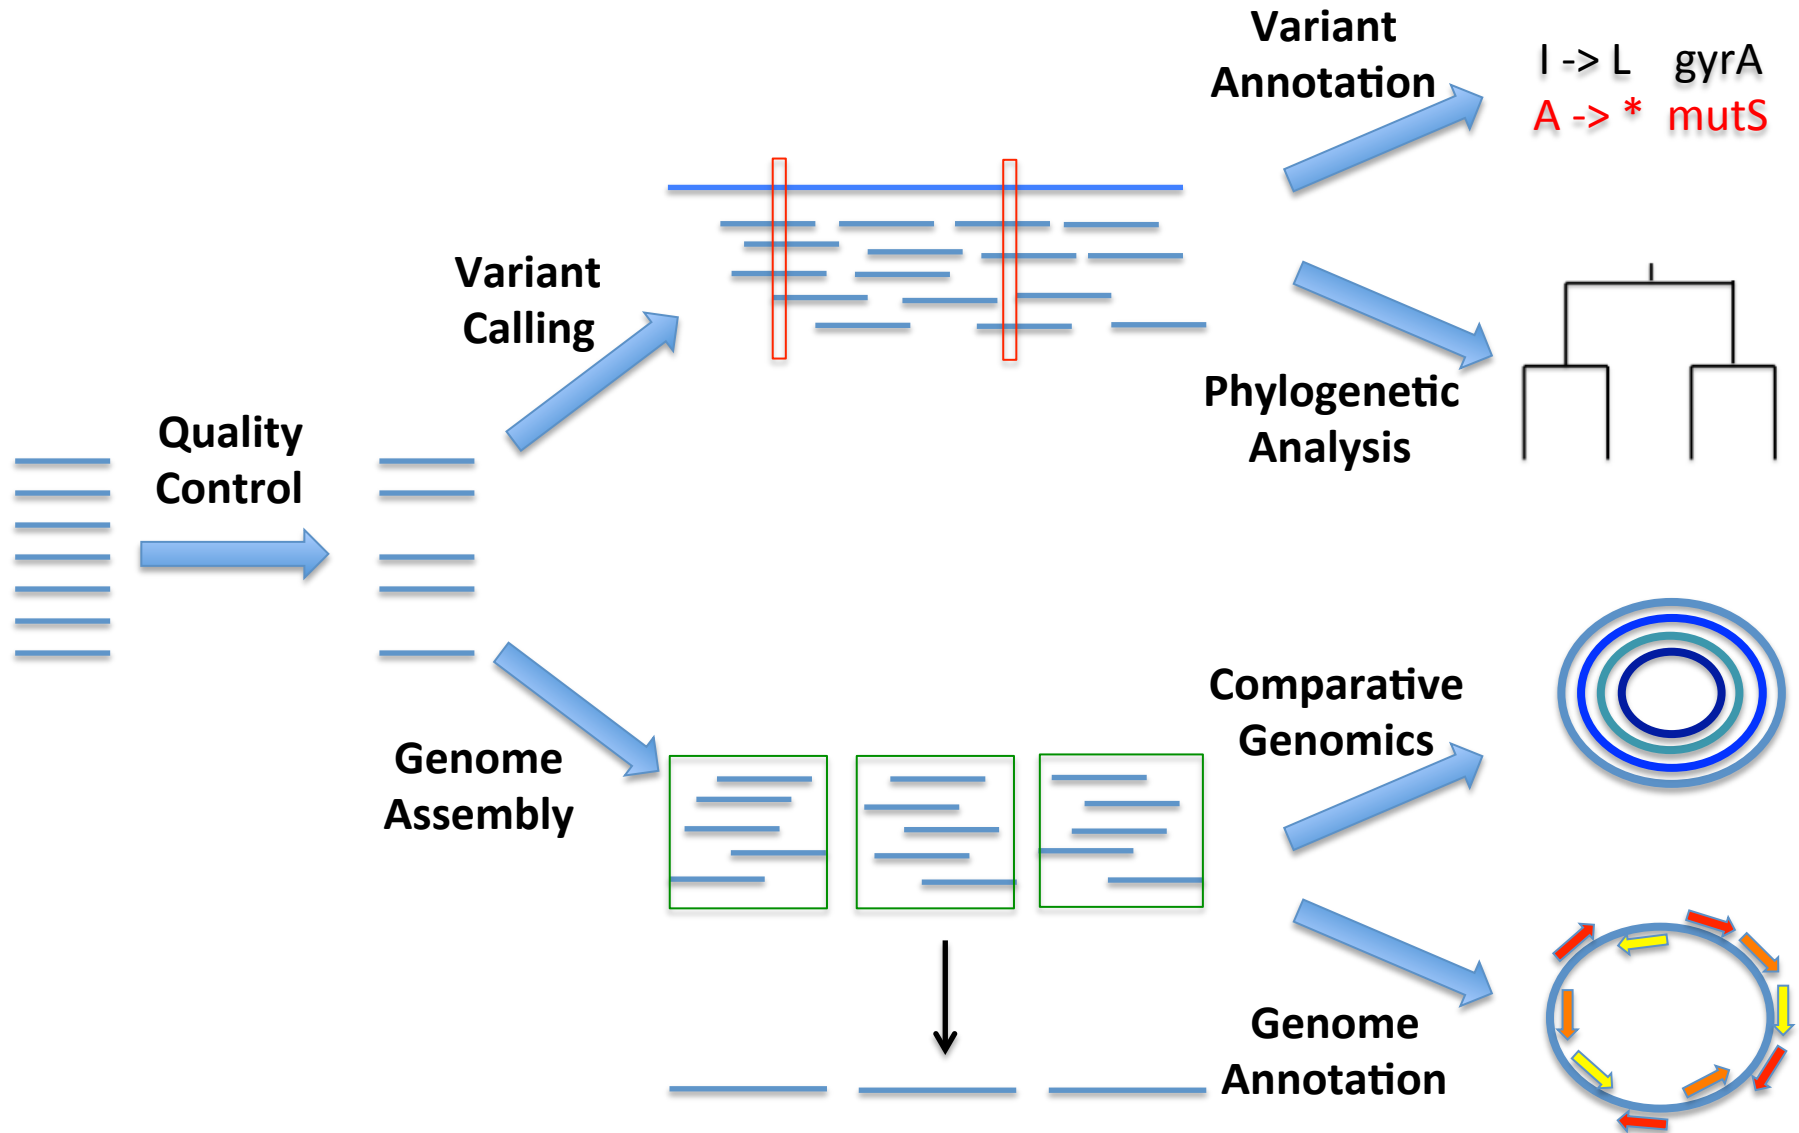 Variant
Annotation
I -> L gyrA
A -> * mutS
Variant
Calling
Phylogenetic
Analysis
Quality
Control
Comparative
Genomics
Genome
Assembly
Genome
Annotation